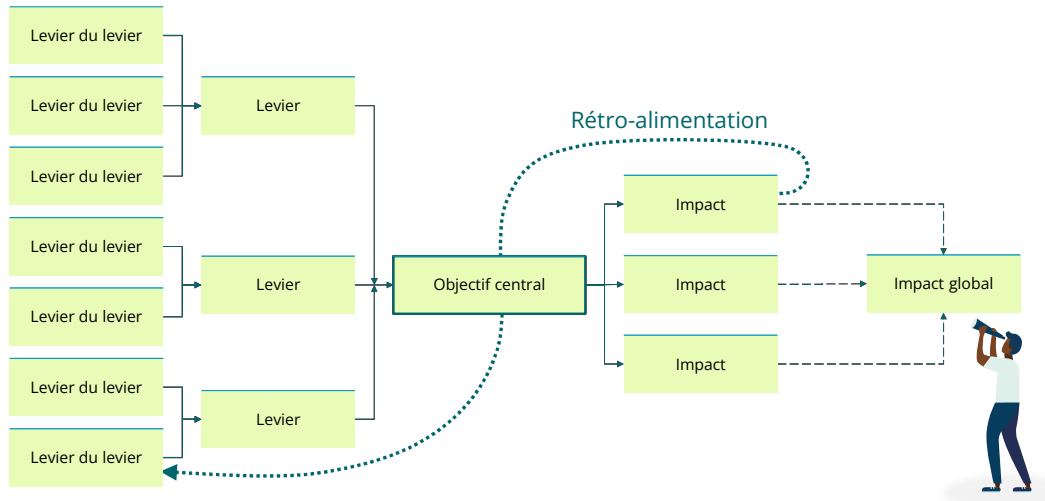 Levier du levier
Levier du levier
Levier du levier
Levier du levier
Levier du levier
Levier du levier
Levier du levier
Levier
Levier
Levier
Objectif central
Rétro-alimentation
Impact
Impact
Impact
Impact global